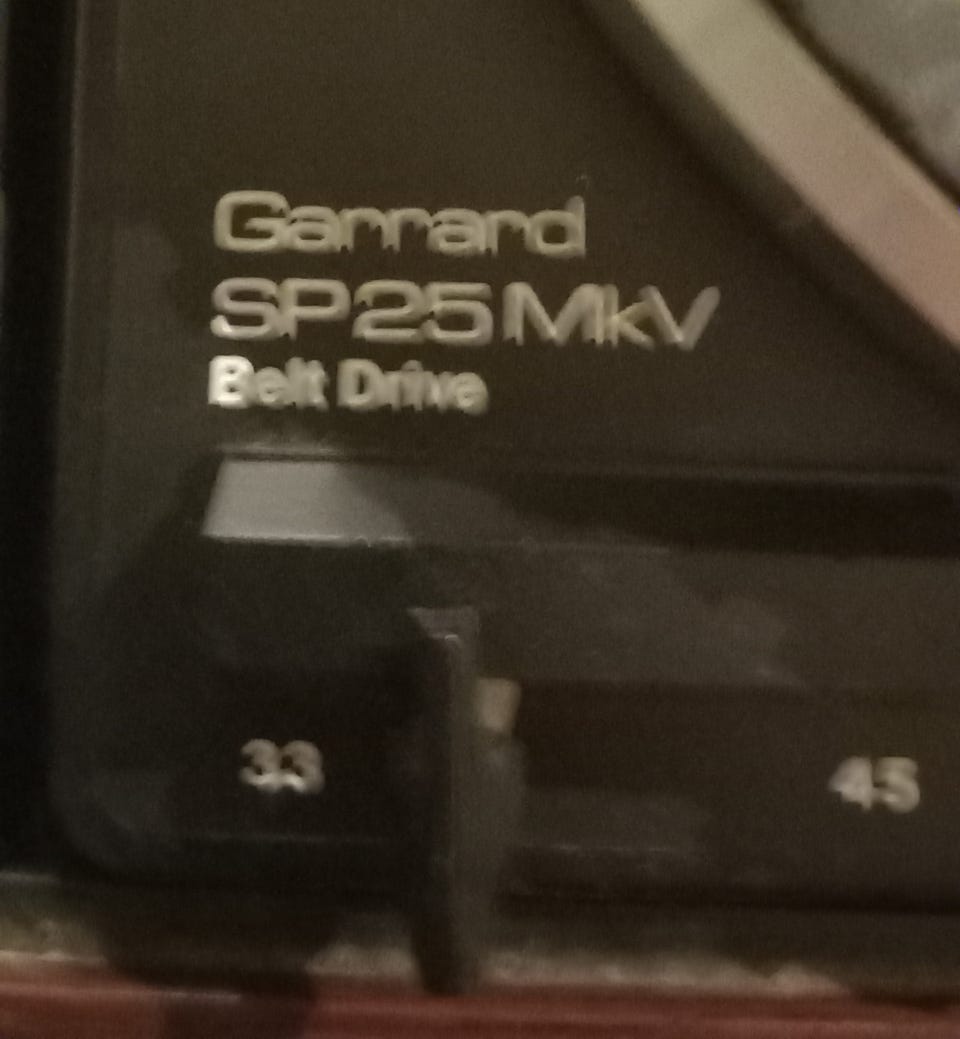 Garrard
SP25 MkV
Belt Drive
33 45